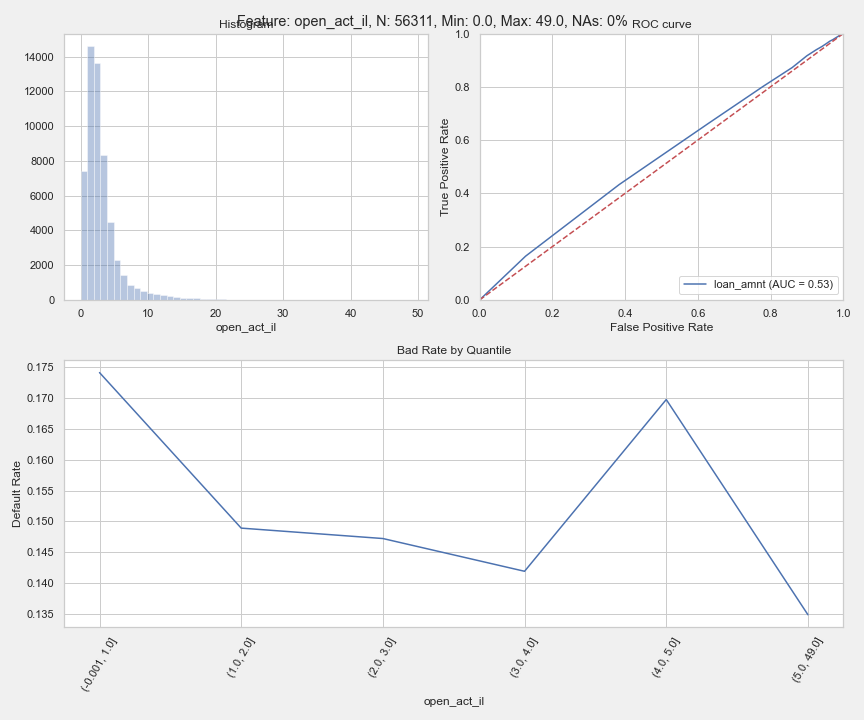 Feature: open_act_il, N: 56311, Min: 0.0, Max: 49.0, NAs: 0%
Histogram
14000
12000
10000
8000
6000
4000
2000
0
0 10 20 30 40 50
open_act_il
ROC curve
True Positive Rate
1.0
0.8
0.6
0.4
0.2
0.0
loan_amnt (AUC = 0.53)
0.0 0.2 0.4 0.6 0.8 1.0
False Positive Rate
Bad Rate by Quantile
Default Rate
0.175
0.170
0.165
0.160
0.155
0.150
0.145
0.140
0.135
(-0.001, 1.0] (1.0, 2.0] (2.0, 3.0] (3.0, 4.0] (4.0, 5.0] (5.0, 49.0]
open_act_il